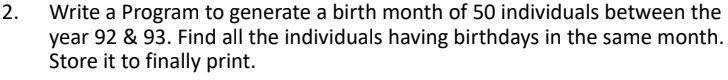 2. Write a Program to generate a birth month of 50 individuals between the
year 92 & 93. Find all the individuals having birthdays in the same month.
Store it to finally print.